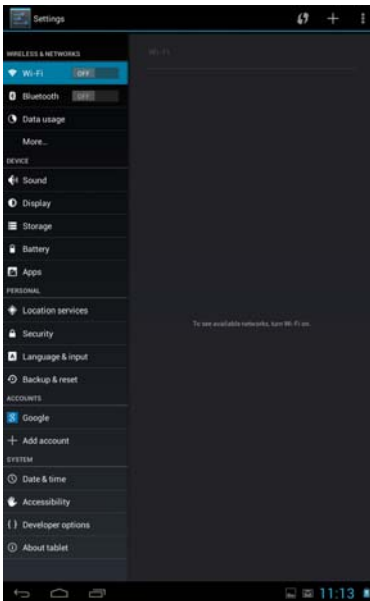 Settings
WIRELESS & NETWORKS
Wi-Fi
Wi-Fi OFF
Bluetooth OFF
Data usage
More...
DEVICE
Sound
Display
Storage
Battery
Apps
PERSONAL
Location services
To see available networks, turn Wi-Fi on.
Security
A Language & input
Backup & reset
ACCOUNTS
Google
Add account
SYSTEM
Date & time
Accessibility
{ } Developer options
About tablet
11:13